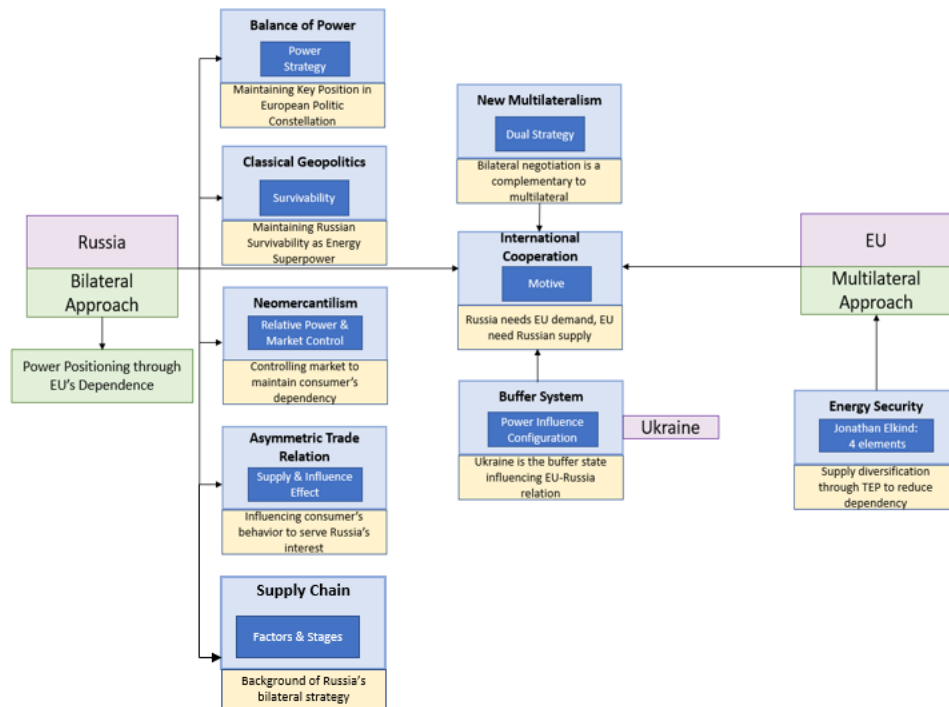 Balance of Power
Power
Strategy
Maintaining Key Position in
European Politic
Constellation
Classical Geopolitics
Survivability
Maintaining Russian
Survivability as Energy
Superpower
Russia
Bilateral
Approach
Power Positioning through
EU's Dependence
Neomercantilism
Relative Power &
Market Control
Controlling market to
maintain consumer's
dependency
Asymmetric Trade
Relation
Supply & Influence
Effect
Influencing consumer's
behavior to serve Russia's
interest
Supply Chain
Factors & Stages
Background of Russia's
bilateral strategy
New Multilateralism
Dual Strategy
Bilateral negotiation is a
complementary to
multilateral
International
Cooperation
Motive
Russia needs EU demand, EU
need Russian supply
Buffer System
Power Influence
Configuration
Ukraine
Ukraine is the buffer state
influencing EU-Russia
relation
EU
Multilateral
Approach
Energy Security
Jonathan Elkind:
4 elements
Supply diversification
through TEP to reduce
dependency